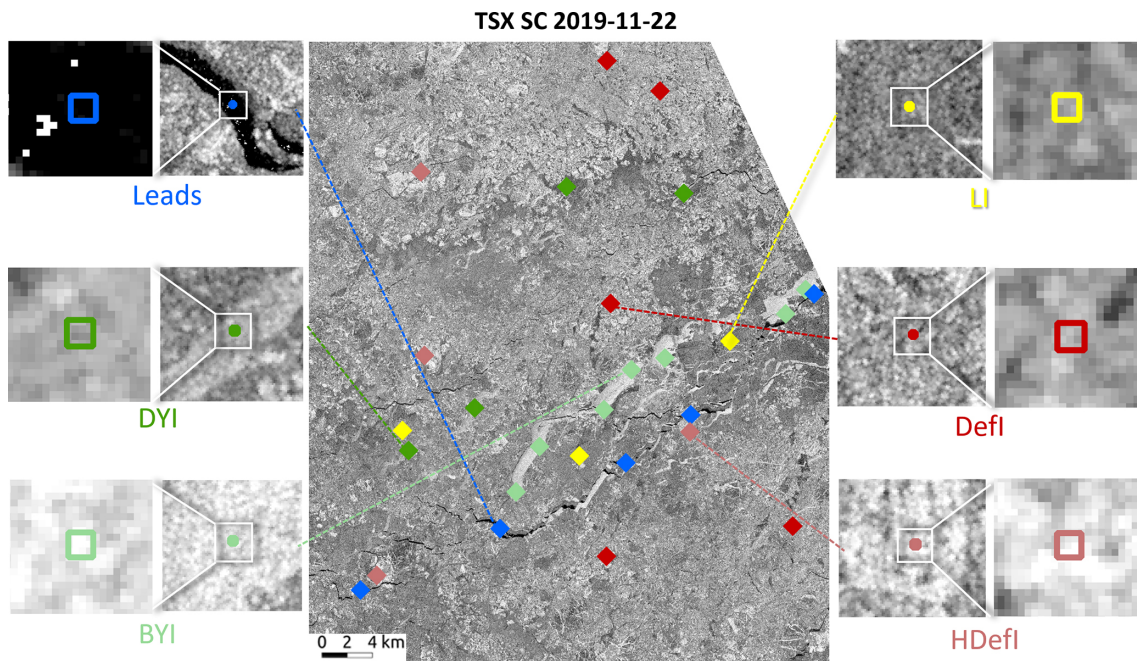 TSX SC 2019-11-22
Leads
LI
DYI
DefI
BYI
HDefI
0 2 4 km